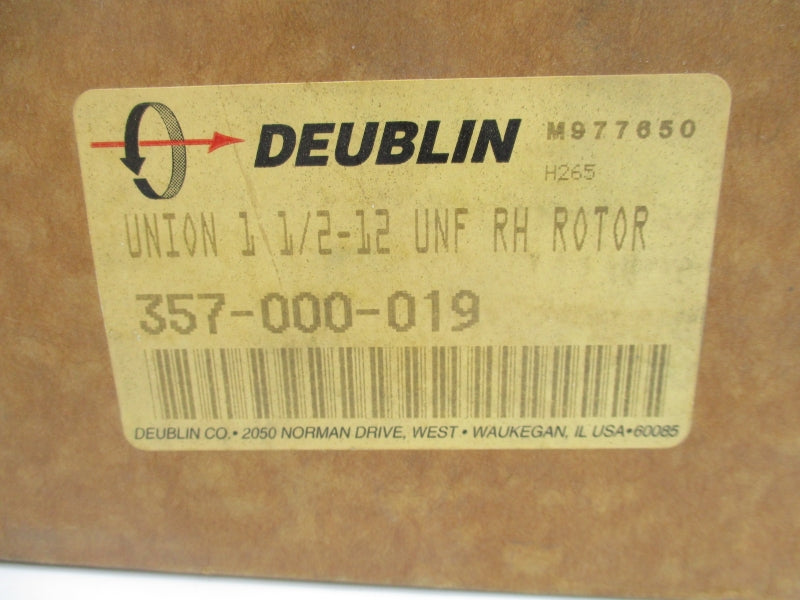 DEUBLIN M977650
H265
UNION 1 1/2-12 UNF RH ROTOR
357-000-019
DEUBLIN CO.• 2050 NORMAN DRIVE, WEST • WAUKEGAN, IL USA•60085